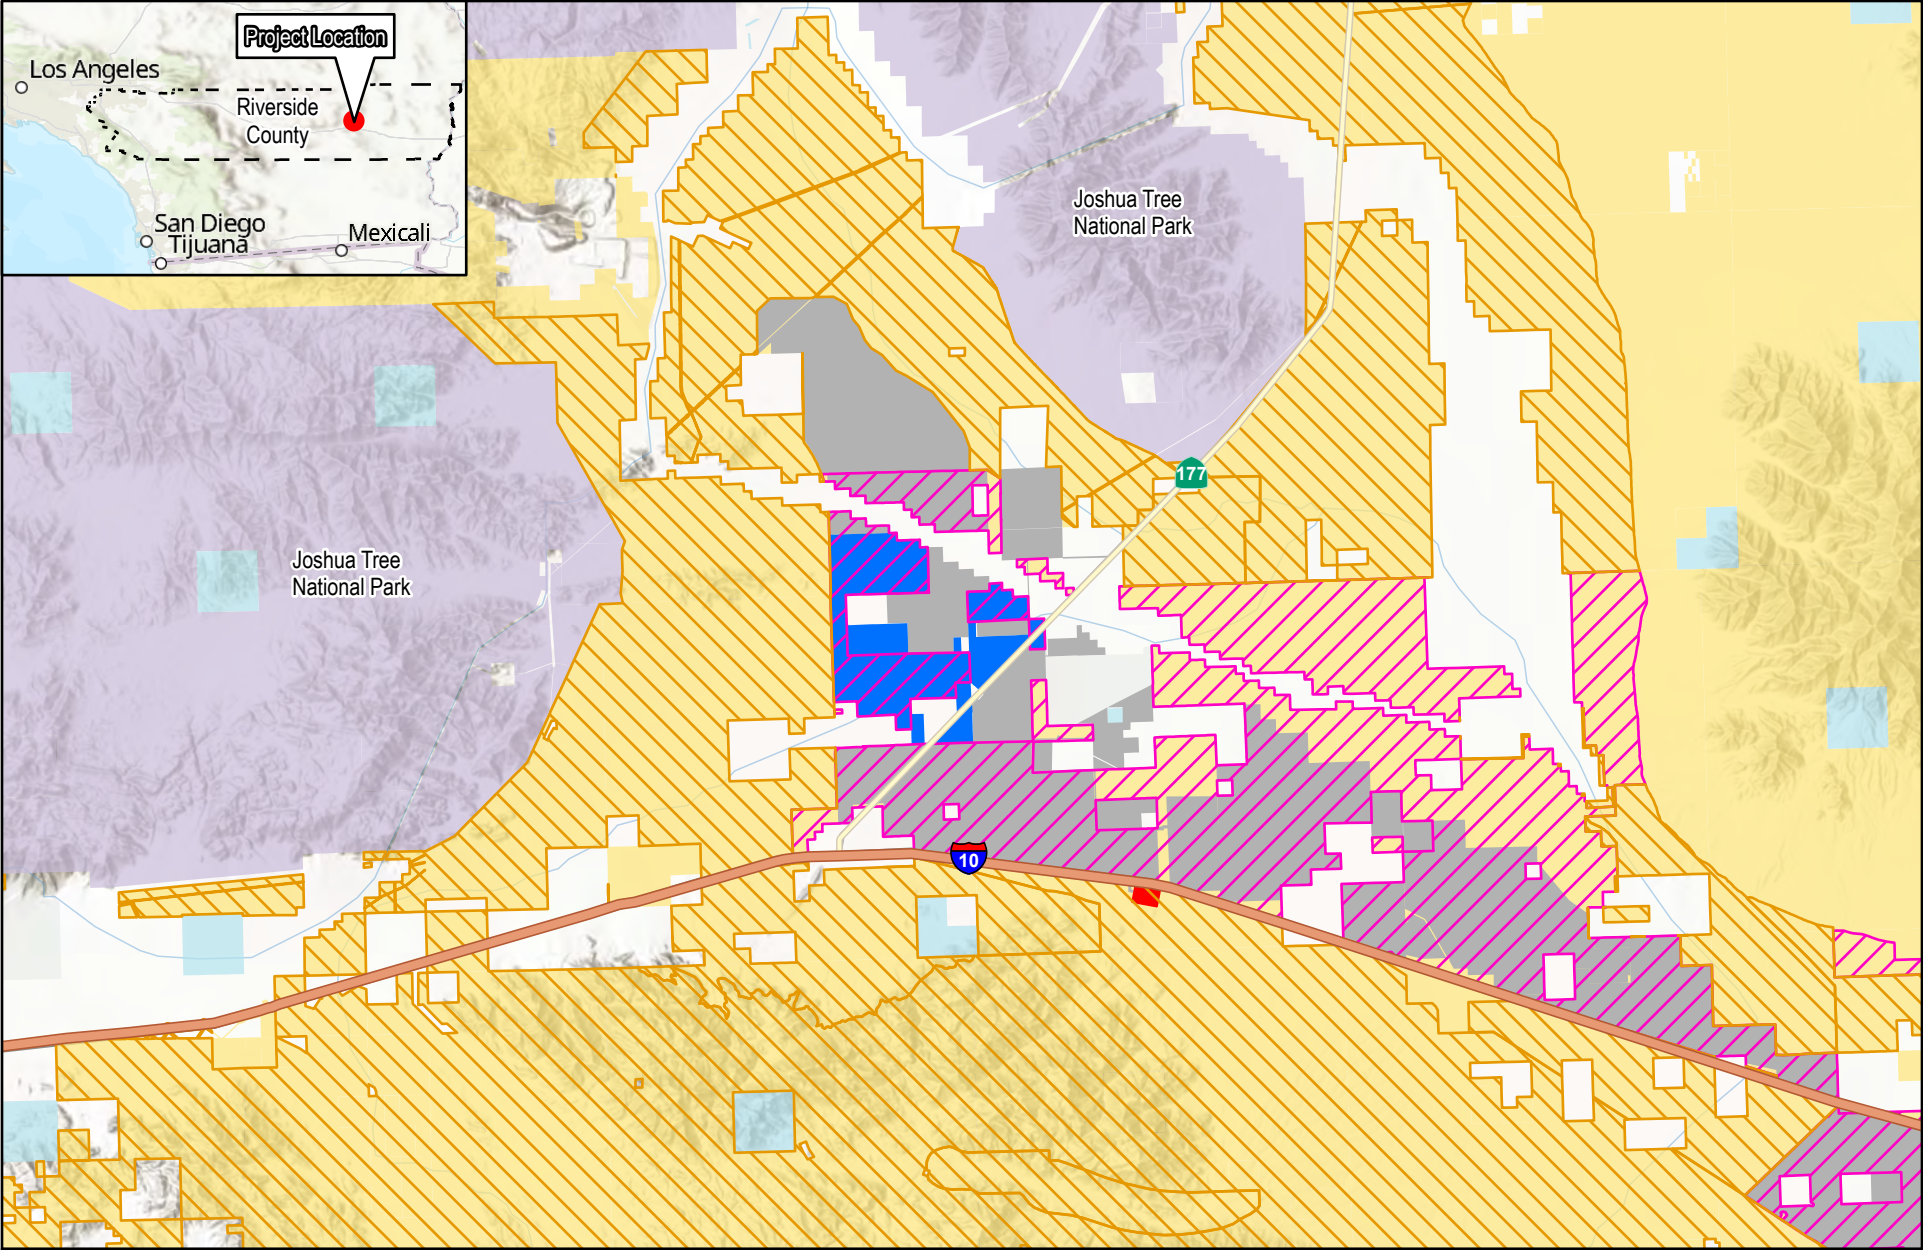 Project Location
Los Angeles
Riverside
County
San Diego
Tijuana
Mexicali
Joshua Tree
National Park
177
Joshua Tree
National Park
10